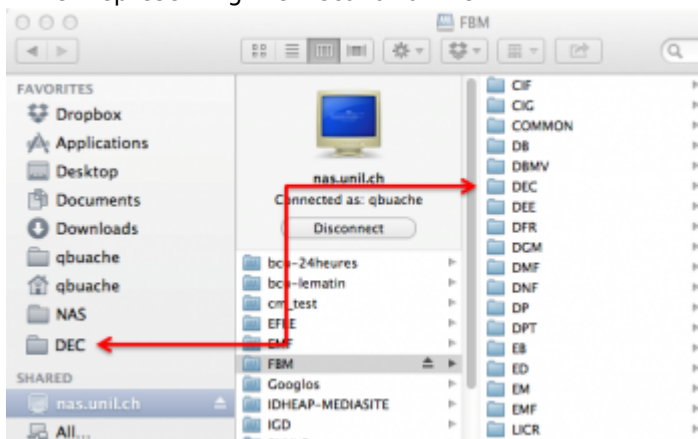 FBM
FAVORITES
Dropbox
Applications
Desktop
Documents
Downloads
qbuache
qbuache
NAS
DEC
SHARED
nas.unil.ch
All...
nas.unil.ch
Connected as: qbuache
Disconnect
bcu-24heures
bcu-lematin
cm_test
EMF
FBM
Googlos
IDHEAP-MEDIASITE
IGD
CIF
CIG
COMMON
DB
DBMV
DEC
DEE
DFR
DGM
DMF
DNF
DP
DPT
EB
ED
EM
EMF
LICR